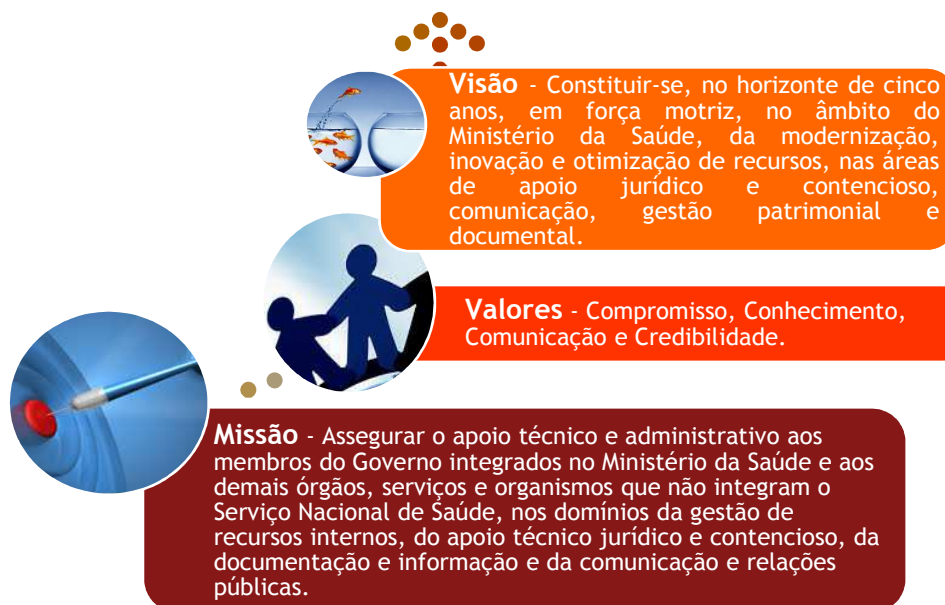 Visão - Constituir-se, no horizonte de cinco
anos, em força motriz, no âmbito do
Ministério da Saúde, da modernização,
inovação e otimização de recursos, nas áreas
de apoio jurídico e contencioso,
comunicação, gestão patrimonial e
documental.
Valores - Compromisso, Conhecimento,
Comunicação e Credibilidade.
Missão - Assegurar o apoio técnico e administrativo aos
membros do Governo integrados no Ministério da Saúde e aos
demais órgãos, serviços e organismos que não integram o
Serviço Nacional de Saúde, nos domínios da gestão de
recursos internos, do apoio técnico jurídico e contencioso, da
documentação e informação e da comunicação e relações
públicas.